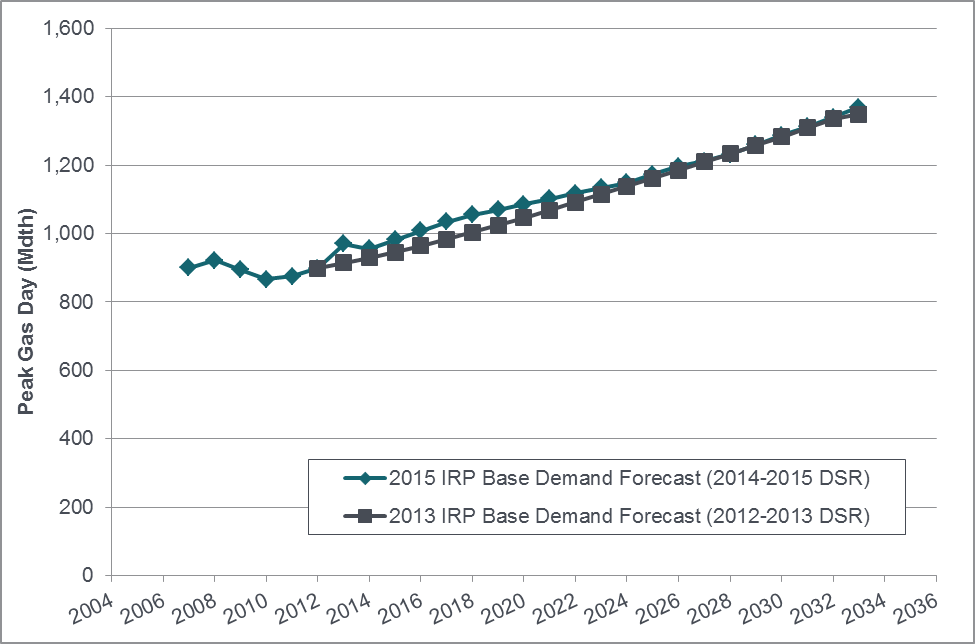 1,600
1,400
1,200
1,000
800
600
400
200
0
Peak Gas Day (Mdth)
2015 IRP Base Demand Forecast (2014-2015 DSR)
2013 IRP Base Demand Forecast (2012-2013 DSR)
2004 2006 2008 2010 2012 2014 2016 2018 2020 2022 2024 2026 2028 2030 2032 2034 2036